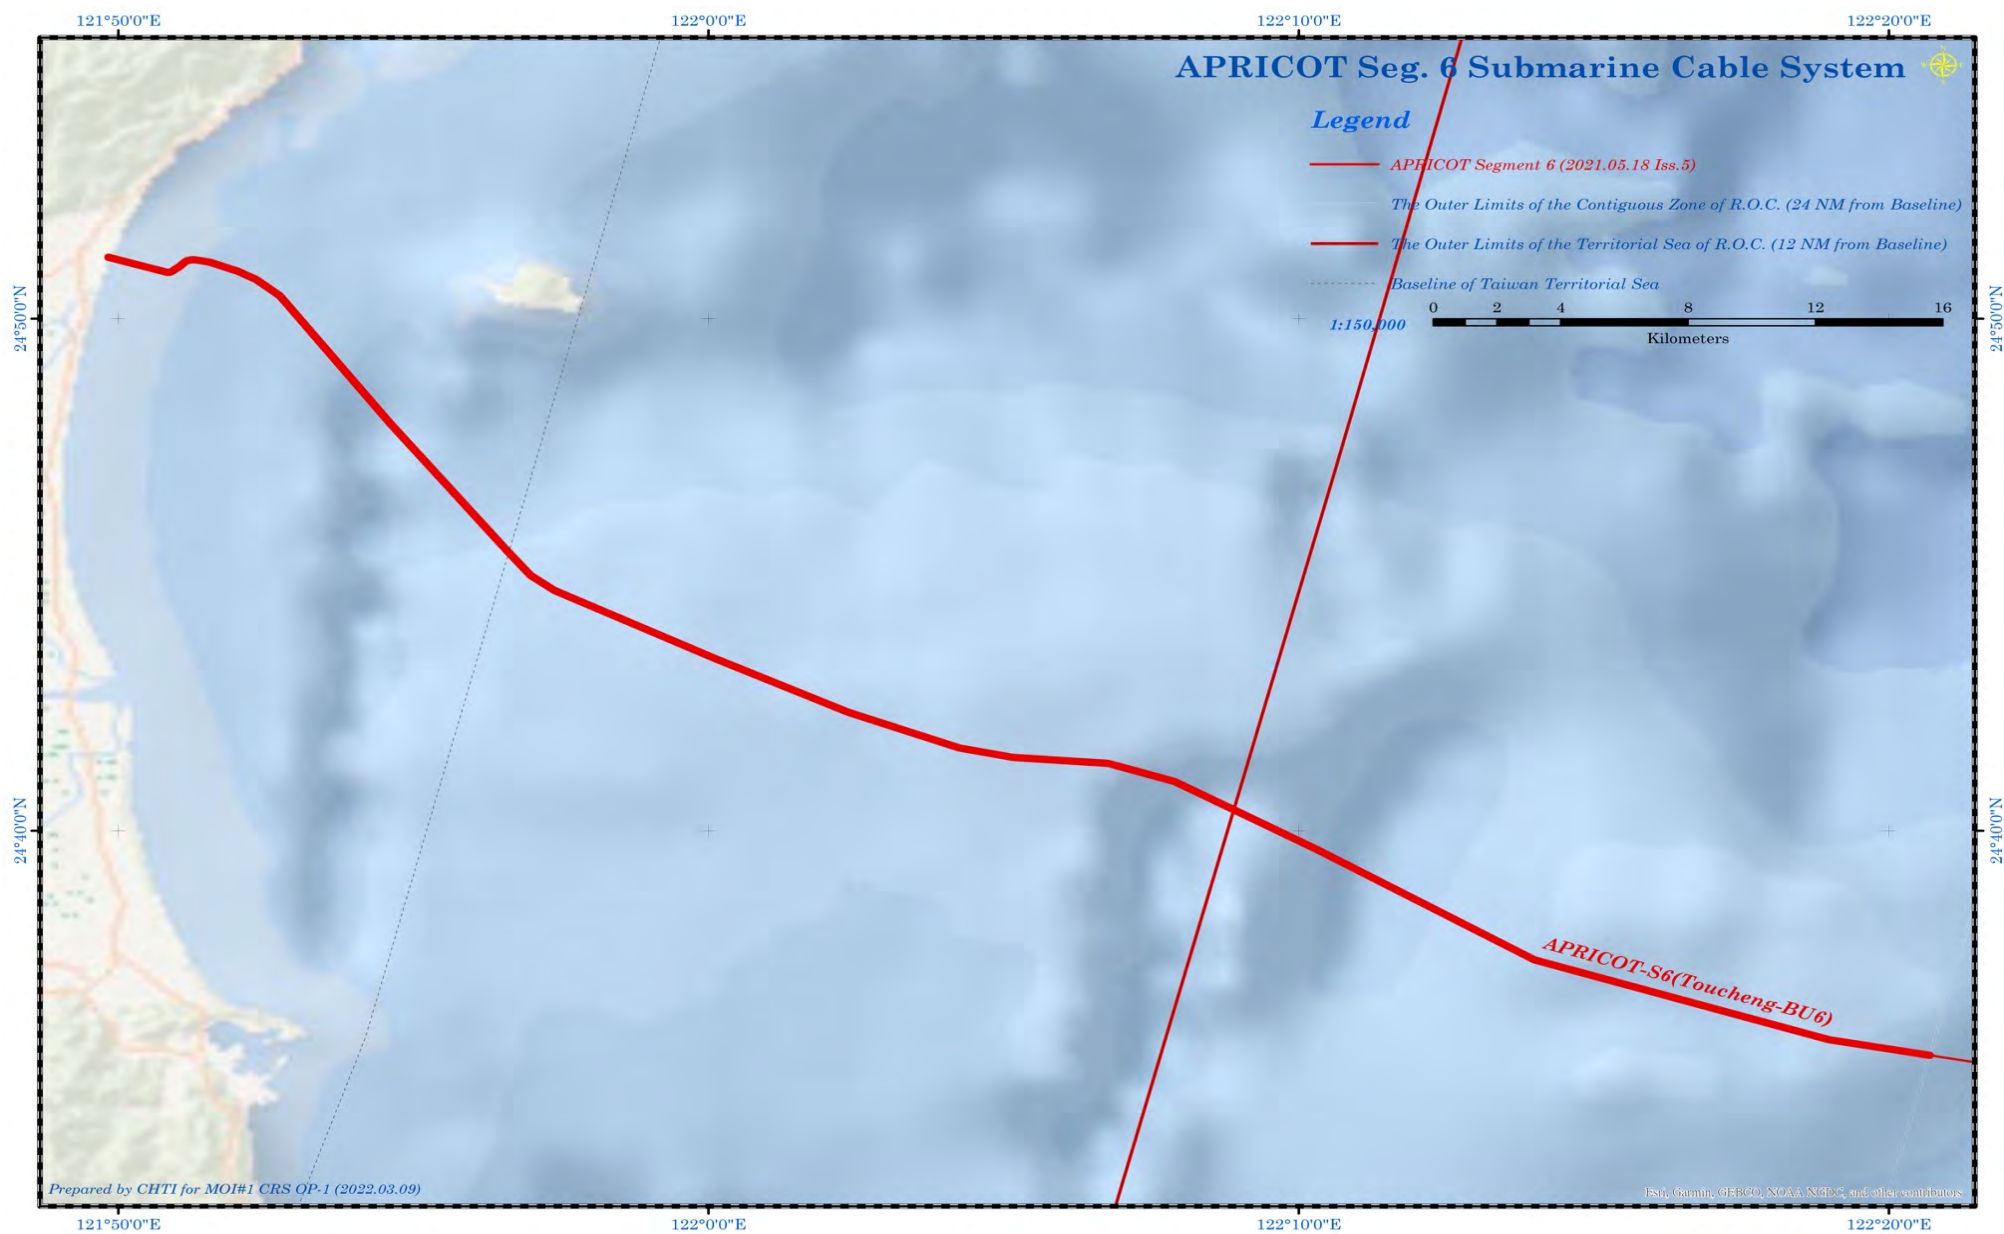 121°50'0"E 122°0'0"E 122°10'0"E 122°20'0"E
APRICOT Seg. 6 Submarine Cable System
Legend
APRICOT Segment 6 (2021.05.18 Iss.5)
The Outer Limits of the Contiguous Zone of R.O.C. (24 NM from Baseline)
The Outer Limits of the Territorial Sea of R.O.C. (12 NM from Baseline)
Baseline of Taiwan Territorial Sea
0 2 4 8 12 16
1:150,000
Kilometers
24°50'0"N 24°50'0"N
24°40'0"N 24°40'0"N
APRICOT-S6(Toucheng-BU6)
Prepared by CHTI for MOI#1 CRS OP-1 (2022.03.09)
Esri, Garmin, GEBCO, NOAA NGDC, and other contributors
121°50'0"E 122°0'0"E 122°10'0"E 122°20'0"E